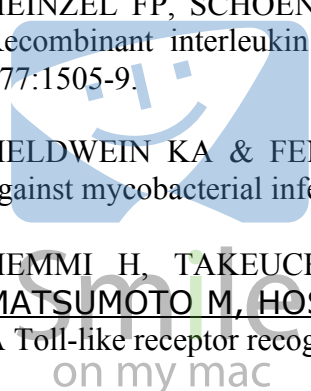 HEINZEL FP, SCHOEN
Recombinant interleukin
77:1505-9.
HELDWEIN KA & FEN
against mycobacterial infe
HEMMI H, TAKEUCH
MATSUMOTO M, HOS
A Toll-like receptor recog
Smile
on my mac